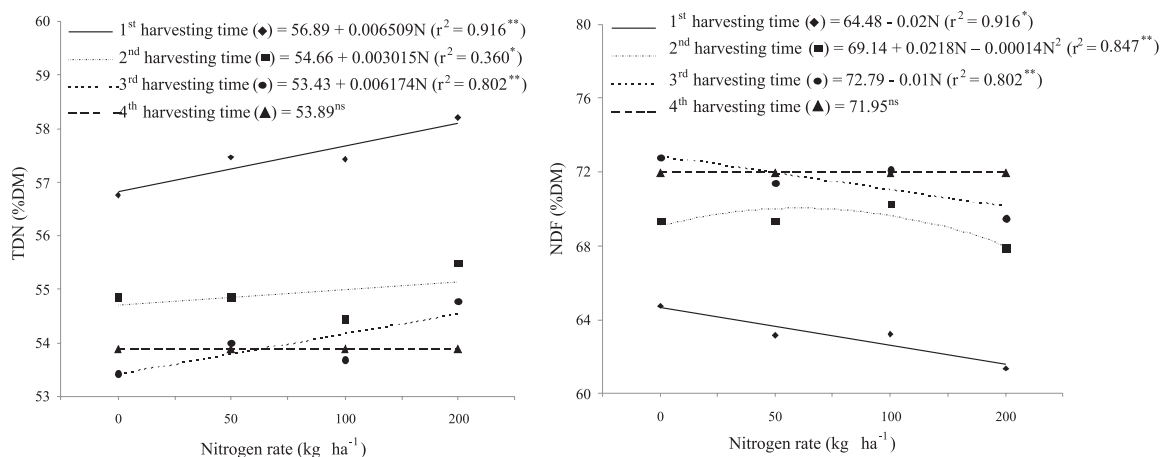 1st harvesting time (♦) = 56.89 + 0.006509N (r² = 0.916**)
2nd harvesting time (■) = 54.66 + 0.003015N (r² = 0.360*)
3rd harvesting time (●) = 53.43 + 0.006174N (r² = 0.802**)
4th harvesting time (▲) = 53.89ns
60
59
58
57
56
55
54
53
TDN (%DM)
0
50
100
200
Nitrogen rate (kg ha⁻¹)
1st harvesting time (♦) = 64.48 - 0.02N (r² = 0.916*)
2nd harvesting time (■) = 69.14 + 0.0218N – 0.00014N² (r² = 0.847**)
3rd harvesting time (●) = 72.79 - 0.01N (r² = 0.802**)
4th harvesting time (▲) = 71.95ns
80
76
72
68
64
60
NDF (%DM)
0
50
100
200
Nitrogen rate (kg ha⁻¹)